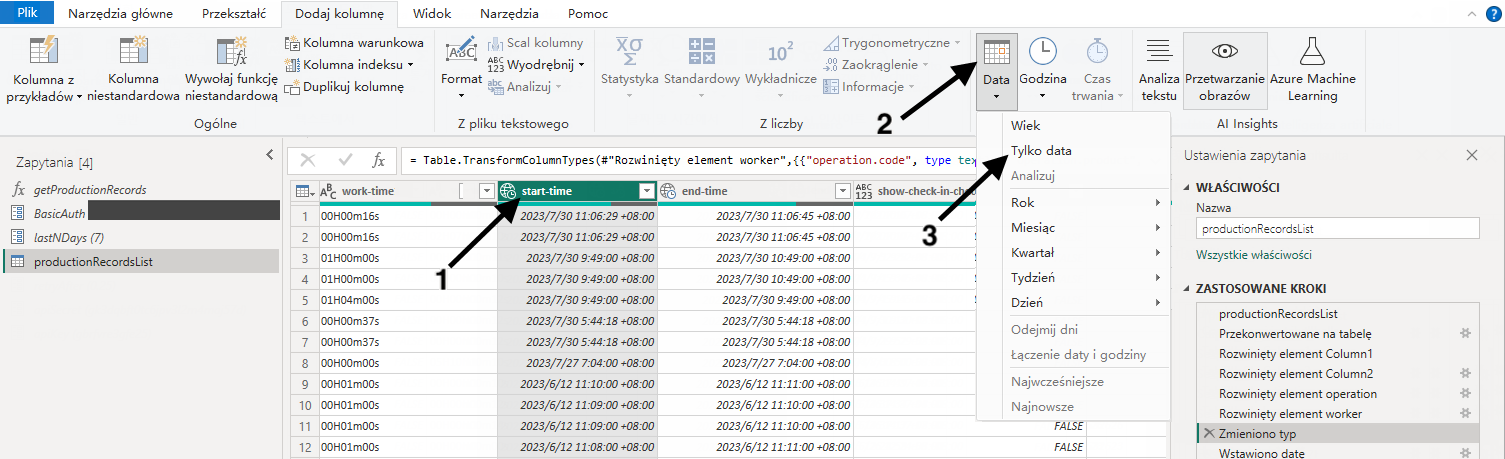 Plik Narzędzia główne Przekształć Dodaj kolumnę Widok Narzędzia Pomoc
Kolumna z przykładów
Kolumna niestandardowa
Wywołaj funkcję niestandardową
Kolumna warunkowa
Kolumna indeksu
Duplikuj kolumnę
Ogólne
ABC
Format
Scal kolumny
ABC 123 Wyodrębnij
abc Analizuj
Z pliku tekstowego
XΣ σ
Statystyka
Standardowy
10²
Wykładnicze
Trygonometryczne
.00 Zaokrąglenie
Informacje
Z liczby
Data
Godzina
Czas trwania
Analiza tekstu
Przetwarzanie obrazów
Azure Machine Learning
AI Insights
1
2
3
Wiek
Tylko data
Analizuj
Rok
Miesiąc
Kwartał
Tydzień
Dzień
Odejmij dni
Łączenie daty i godziny
Najwcześniejsze
Najnowsze
Zapytania [4]
fx getProductionRecords
BasicAuth
lastNDays (7)
productionRecordsList
fx = Table.TransformColumnTypes(#"Rozwinięty element worker",{{"operation.code", type tex
ABC work-time start-time end-time ABC 123 show-check-in-che
1 00H00m16s 2023/7/30 11:06:29 +08:00 2023/7/30 11:06:45 +08:00
2 00H00m16s 2023/7/30 11:06:29 +08:00 2023/7/30 11:06:45 +08:00
3 01H00m00s 2023/7/30 9:49:00 +08:00 2023/7/30 10:49:00 +08:00
4 01H00m00s 2023/7/30 9:49:00 +08:00 2023/7/30 10:49:00 +08:00
5 01H04m00s 2023/7/30 9:49:00 +08:00 2023/7/30 9:49:00 +08:00
6 00H00m37s 2023/7/30 5:44:18 +08:00 2023/7/30 5:44:18 +08:00
7 00H00m37s 2023/7/30 5:44:18 +08:00 2023/7/30 5:44:18 +08:00
8 00H00m00s 2023/7/27 7:04:00 +08:00 2023/7/27 7:04:00 +08:00
9 00H01m00s 2023/6/12 11:10:00 +08:00 2023/6/12 11:11:00 +08:00
10 00H01m00s 2023/6/12 11:09:00 +08:00 2023/6/12 11:10:00 +08:00
11 00H01m00s 2023/6/12 11:09:00 +08:00 2023/6/12 11:10:00 +08:00 FALSE
12 00H01m00s 2023/6/12 11:08:00 +08:00 2023/6/12 11:11:00 +08:00 FALSE
Ustawienia zapytania
WŁAŚCIWOŚCI
Nazwa
productionRecordsList
Wszystkie właściwości
ZASTOSOWANE KROKI
productionRecordsList
Przekonwertowane na tabelę
Rozwinięty element Column1
Rozwinięty element Column2
Rozwinięty element operation
Rozwinięty element worker
Zmieniono typ
Wstawiono datę